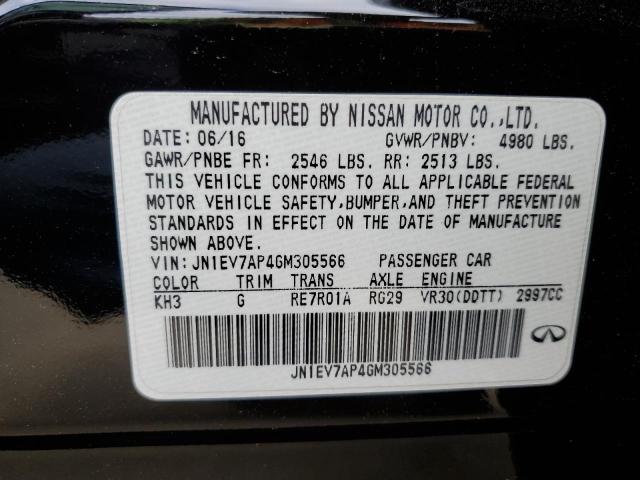 MANUFACTURED BY NISSAN MOTOR CO.,LTD.
DATE: 06/16 GVWR/PNBV: 4980 LBS.
GAWR/PNBE FR: 2546 LBS. RR: 2513 LBS.
THIS VEHICLE CONFORMS TO ALL APPLICABLE FEDERAL
MOTOR VEHICLE SAFETY,BUMPER,AND THEFT PREVENTION
STANDARDS IN EFFECT ON THE DATE OF MANUFACTURE
SHOWN ABOVE.
VIN:JN1EV7AP4GM305566 PASSENGER CAR
COLOR TRIM TRANS AXLE ENGINE
KH3 G RE7R01A RG29 VR30(DDTT) 2997CC
JN1EV7AP4GM305566